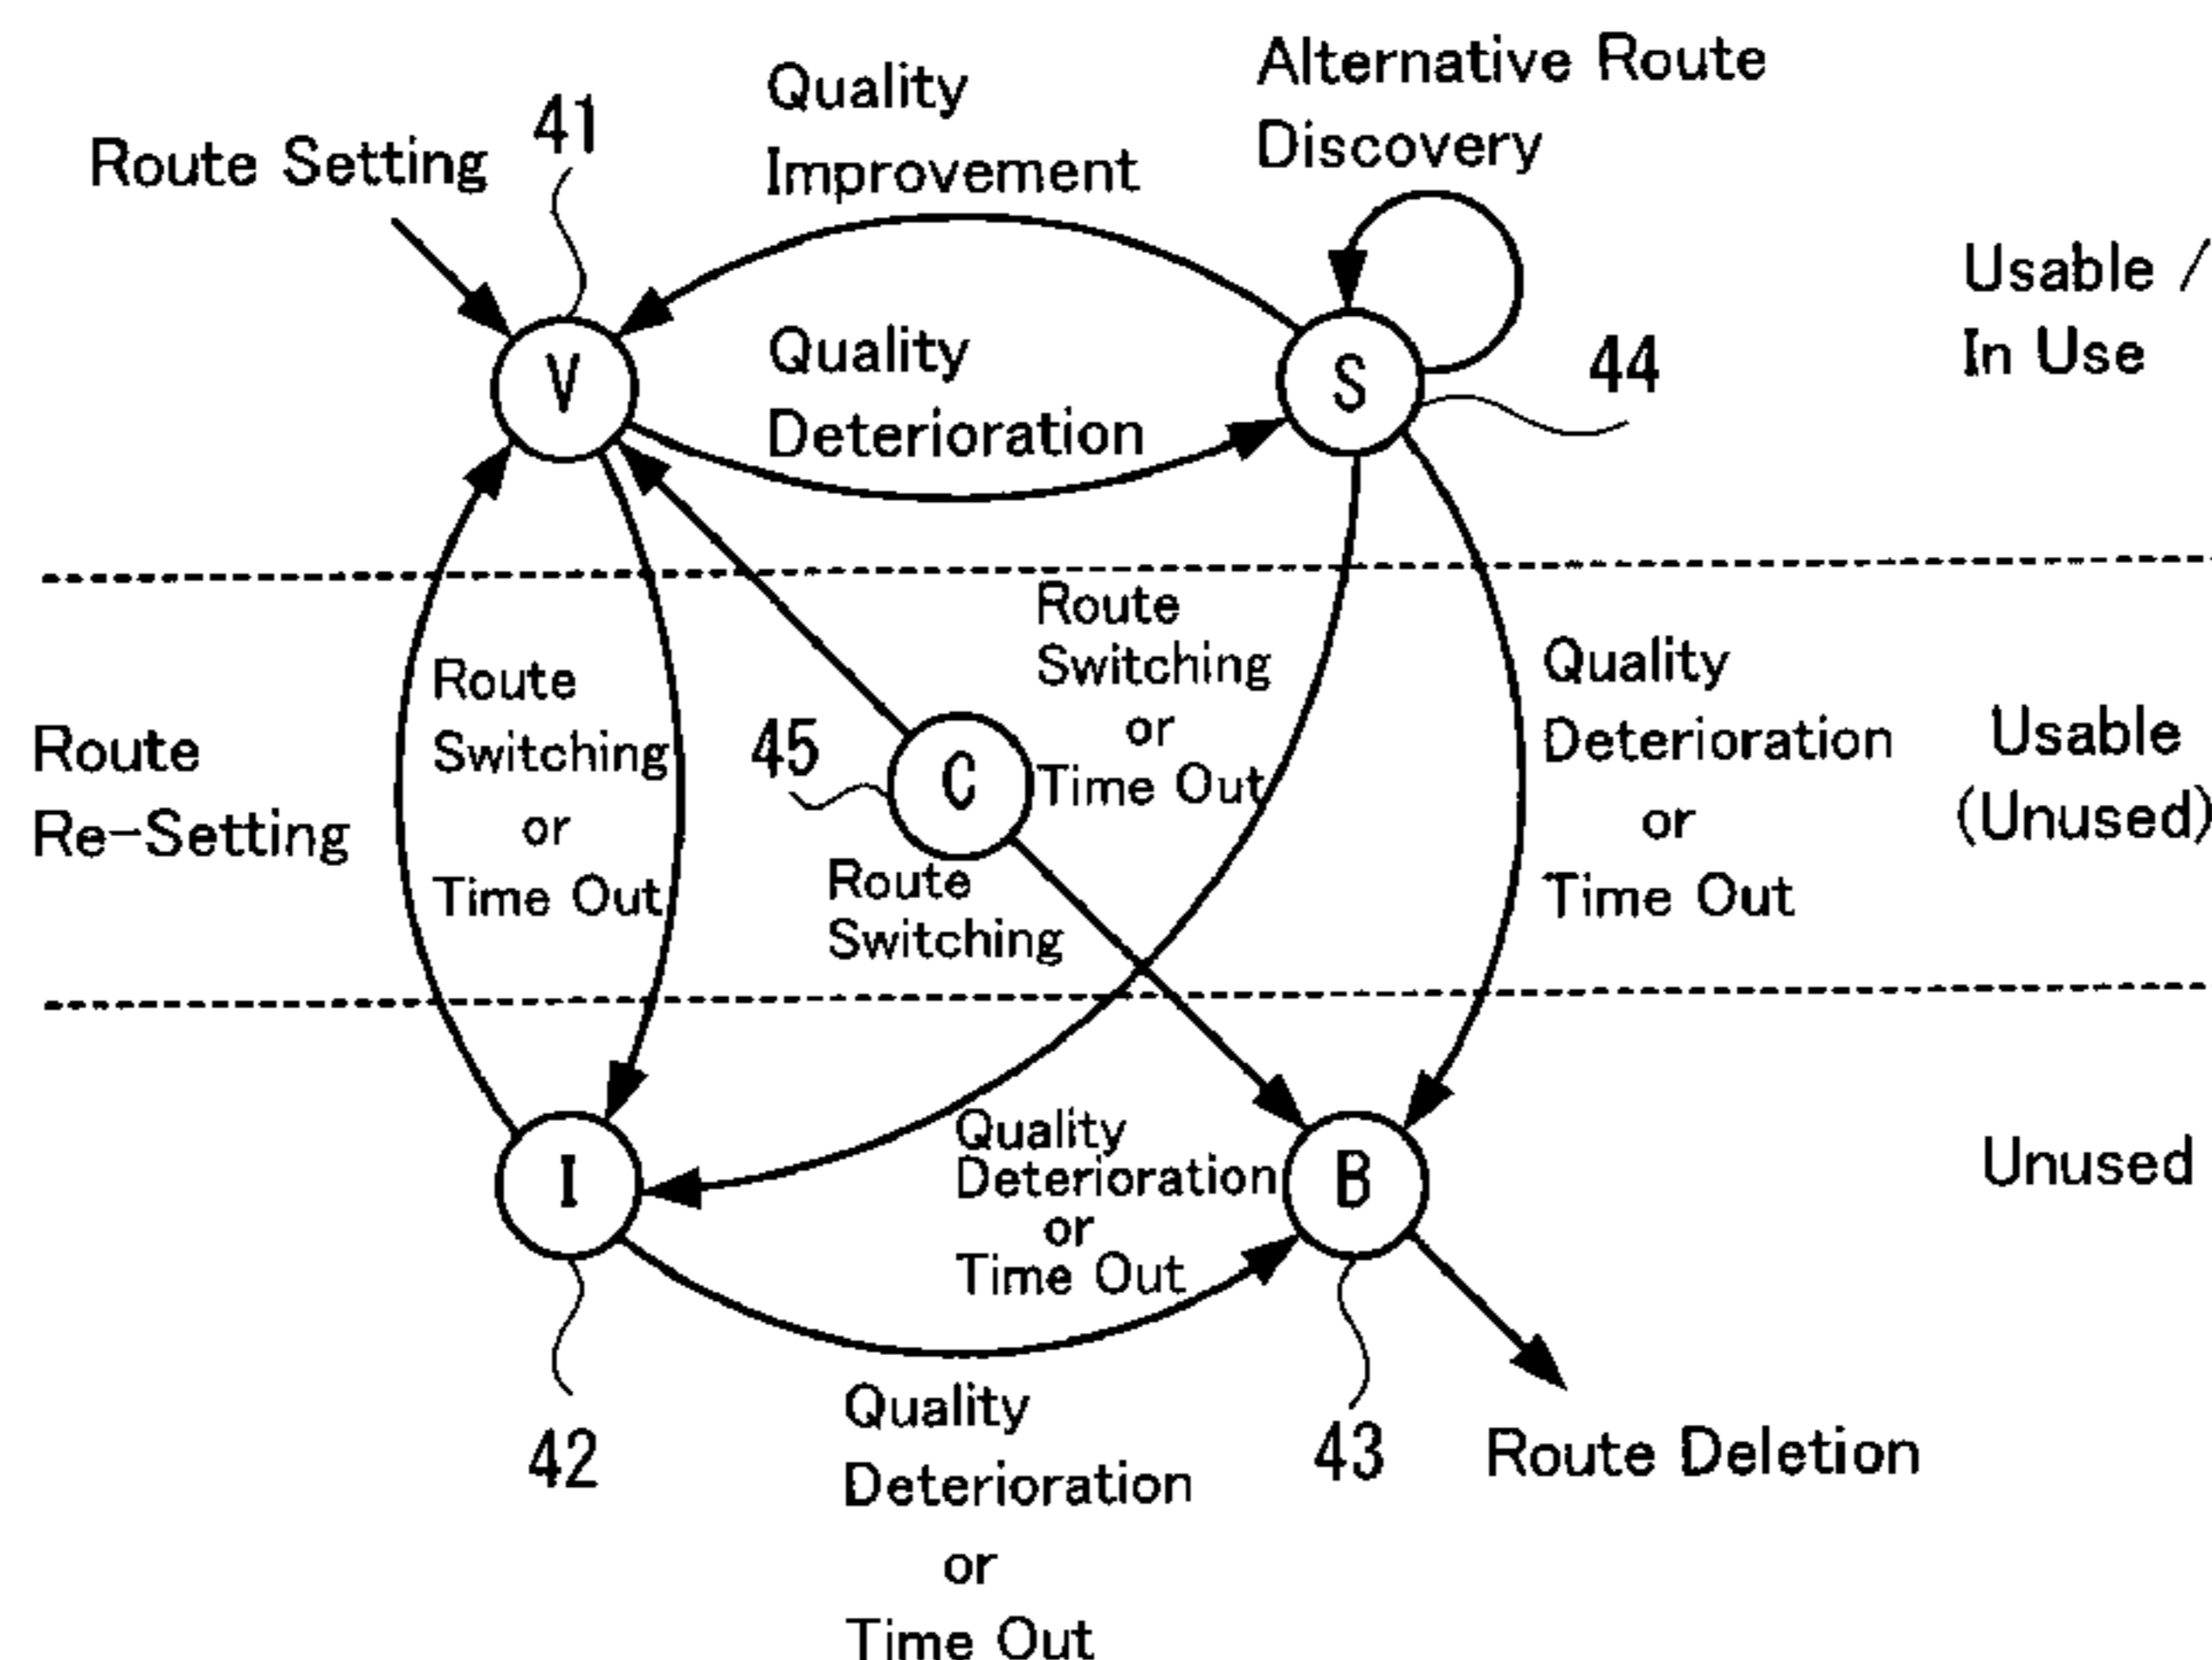 Alternative Route
Discovery
Quality
Improvement
41
Route Setting
Usable /
In Use
V
Quality
Deterioration
S
44
Route
Switching
or
Time Out
Route
Switching
or
Time Out
Quality
Deterioration
or
Time Out
Usable
(Unused)
Route
Re-Setting
45
C
Route
Switching
Quality
Deterioration
or
Time Out
I
B
Unused
42
Quality
Deterioration
or
Time Out
43
Route Deletion